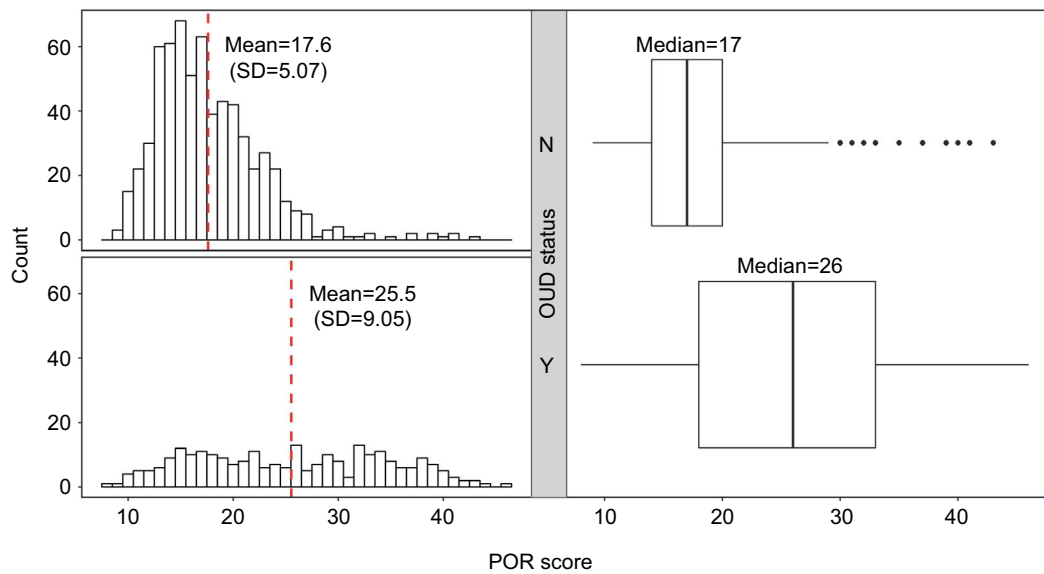 Count
60
40
20
0
Mean=17.6
(SD=5.07)
60
40
20
0
Mean=25.5
(SD=9.05)
10
20
30
40
OUD status
N
Y
Median=17
Median=26
10
20
30
40
POR score